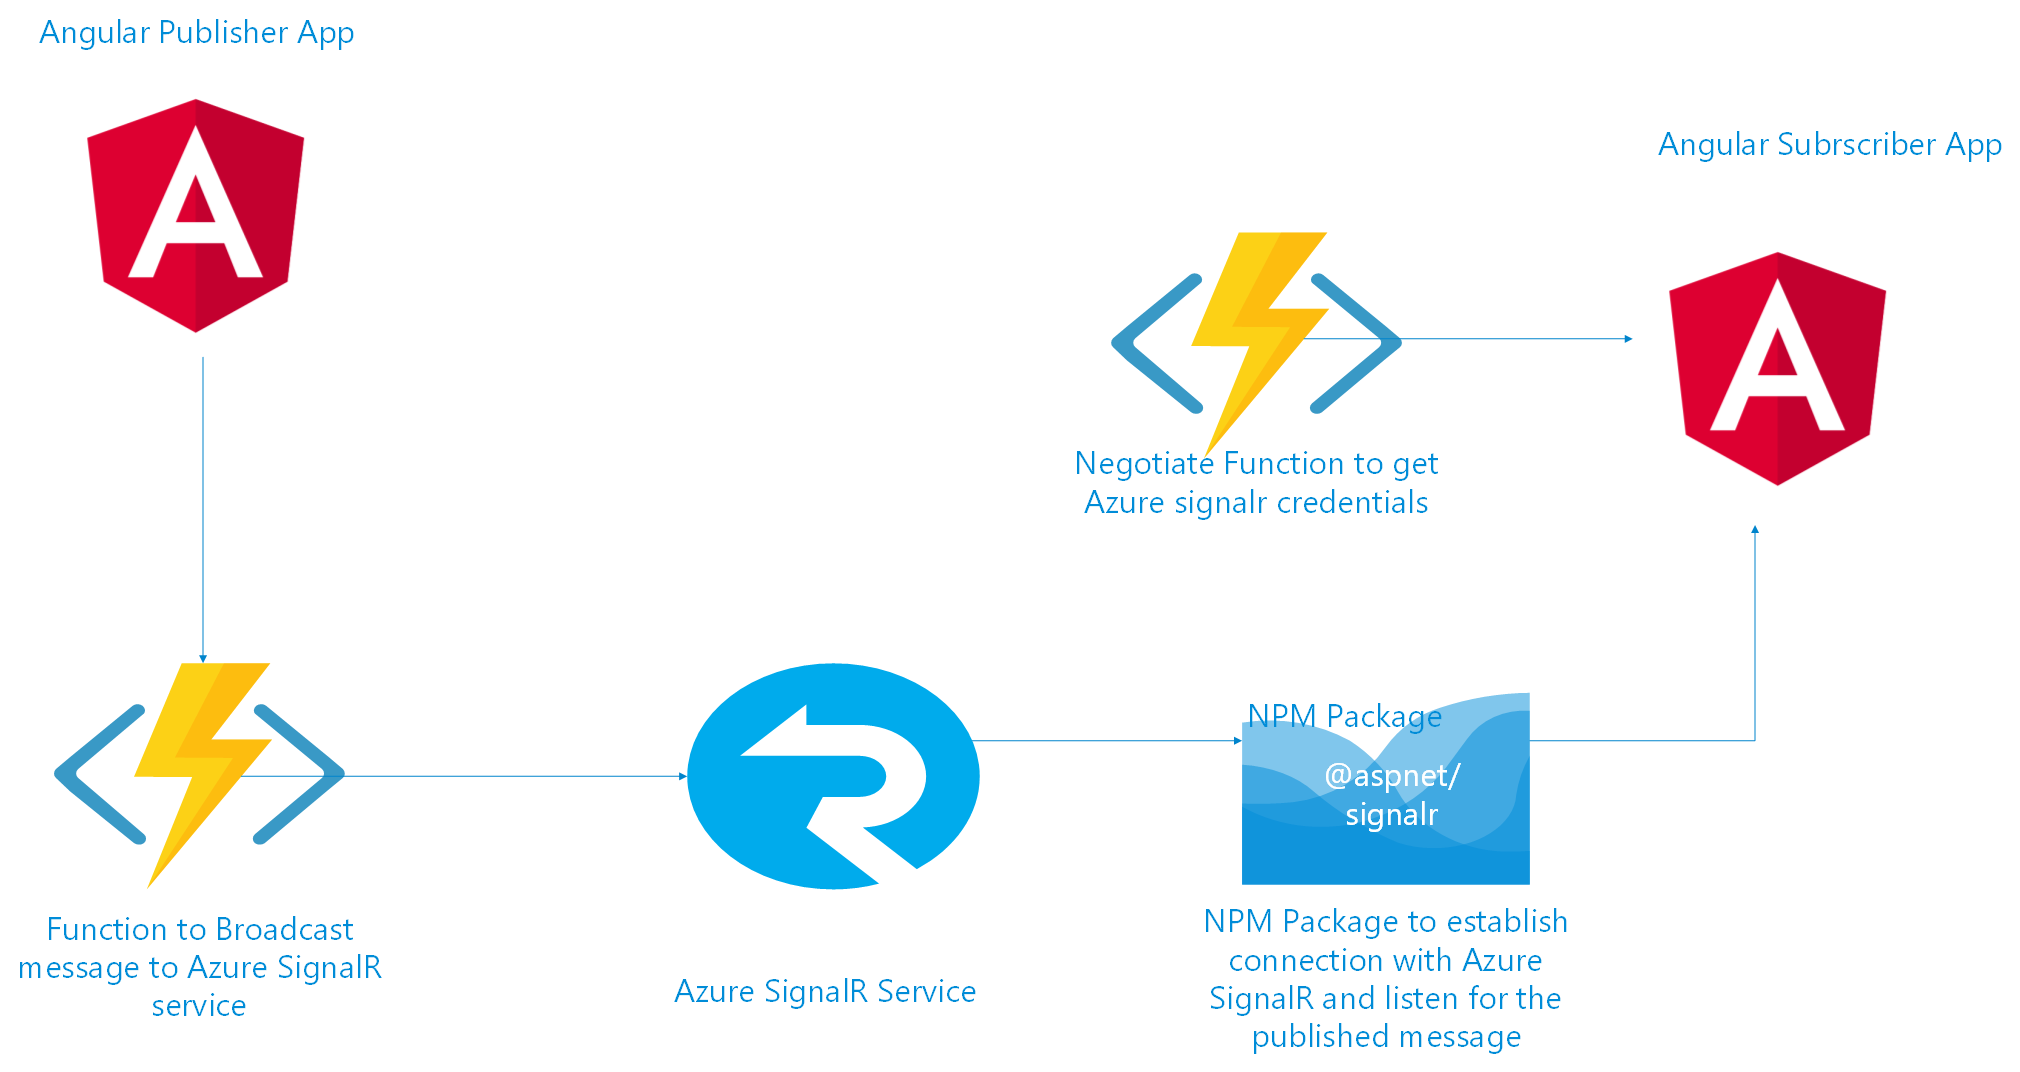 Angular Publisher App
Angular Subrscriber App
Negotiate Function to get
Azure signalr credentials
NPM Package
@aspnet/
signalr
Function to Broadcast
message to Azure SignalR
service
Azure SignalR Service
NPM Package to establish
connection with Azure
SignalR and listen for the
published message